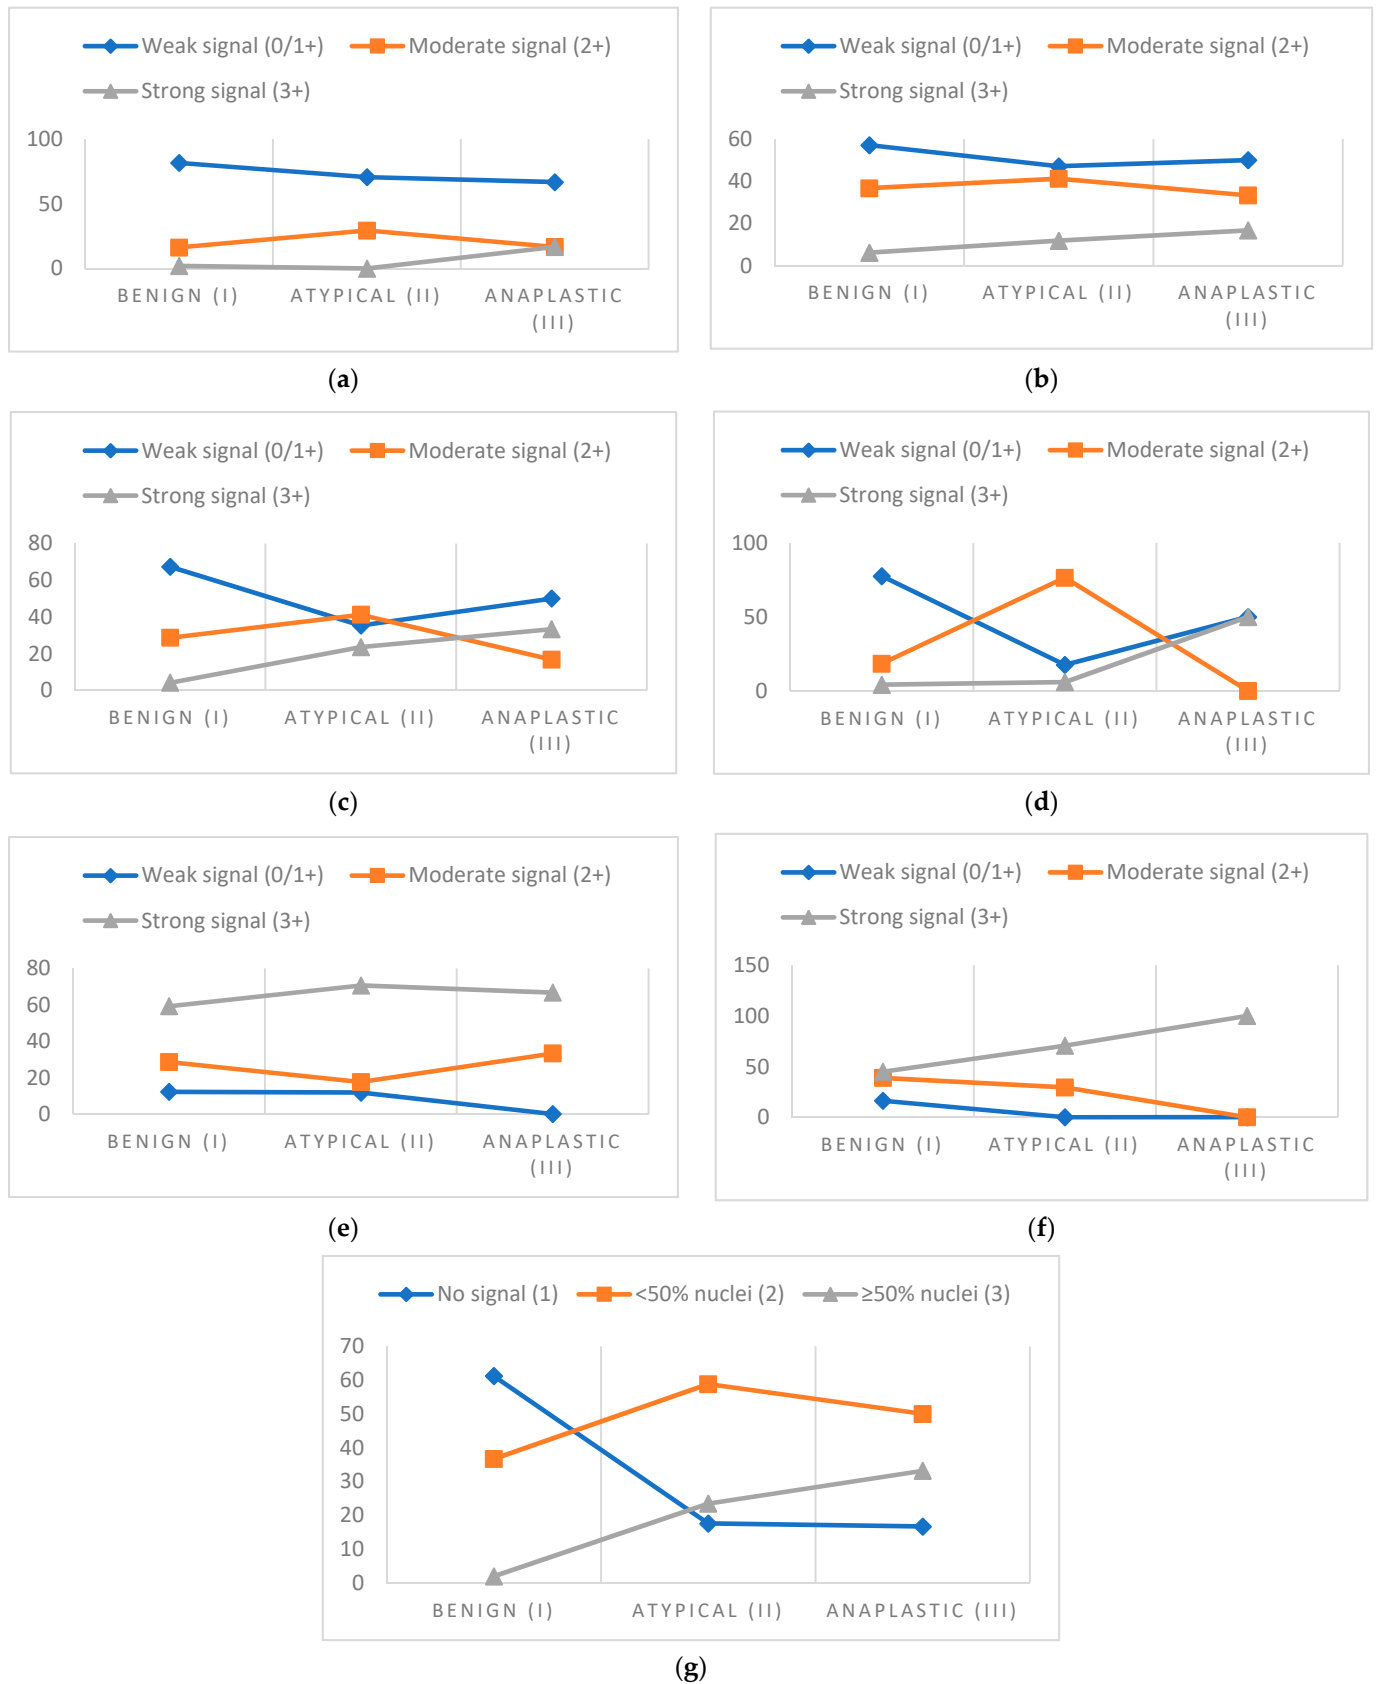 Weak signal (0/1+) Moderate signal (2+)
Strong signal (3+)
100
50
0
BENIGN (I) ATYPICAL (II) ANAPLASTIC
(III)
(a)
Weak signal (0/1+) Moderate signal (2+)
Strong signal (3+)
60
40
20
0
BENIGN (I) ATYPICAL (II) ANAPLASTIC
(III)
(b)
Weak signal (0/1+) Moderate signal (2+)
Strong signal (3+)
80
60
40
20
0
BENIGN (I) ATYPICAL (II) ANAPLASTIC
(III)
(c)
Weak signal (0/1+) Moderate signal (2+)
Strong signal (3+)
100
50
0
BENIGN (I) ATYPICAL (II) ANAPLASTIC
(III)
(d)
Weak signal (0/1+) Moderate signal (2+)
Strong signal (3+)
80
60
40
20
0
BENIGN (I) ATYPICAL (II) ANAPLASTIC
(III)
(e)
Weak signal (0/1+) Moderate signal (2+)
Strong signal (3+)
150
100
50
0
BENIGN (I) ATYPICAL (II) ANAPLASTIC
(III)
(f)
No signal (1) <50% nuclei (2) ≥50% nuclei (3)
70
60
50
40
30
20
10
0
BENIGN (I) ATYPICAL (II) ANAPLASTIC (III)
(g)